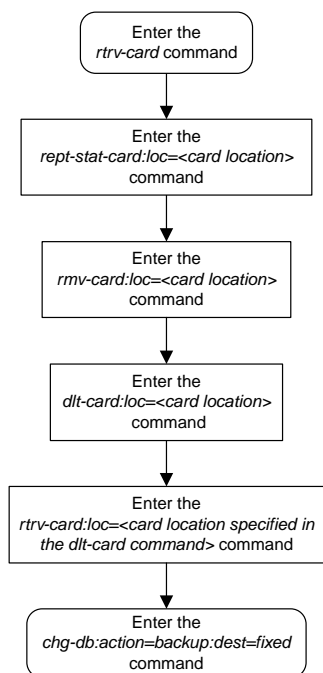 Enter the
rtrv-card command
Enter the
rept-stat-card:loc=<card location>
command
Enter the
rmv-card:loc=<card location>
command
Enter the
dlt-card:loc=<card location>
command
Enter the
rtrv-card:loc=<card location specified in
the dlt-card command> command
Enter the
chg-db:action=backup:dest=fixed
command